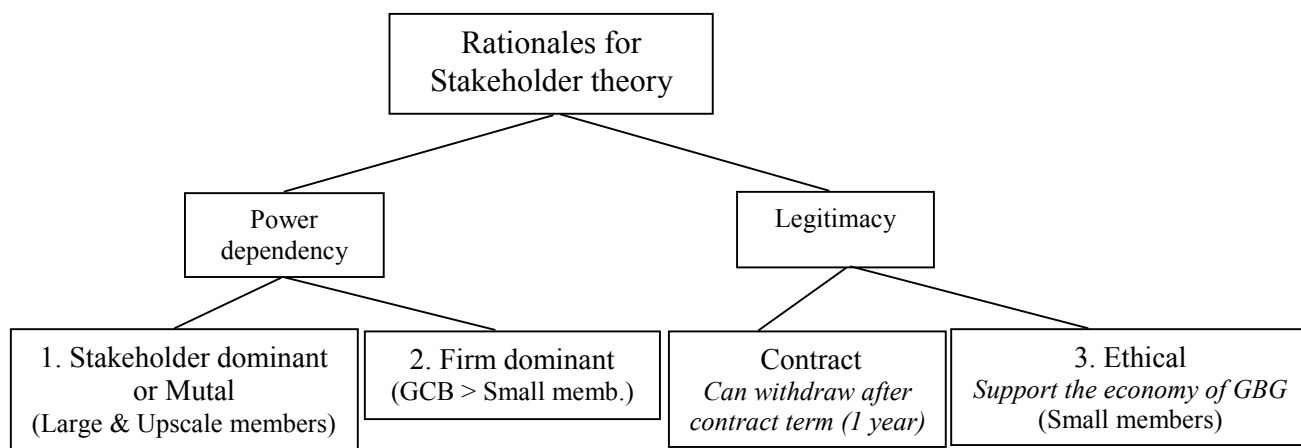 Rationales for
Stakeholder theory
Power
dependency
Legitimacy
1. Stakeholder dominant
or Mutal
(Large & Upscale members)
2. Firm dominant
(GCB > Small memb.)
Contract
Can withdraw after
contract term (1 year)
3. Ethical
Support the economy of GBG
(Small members)